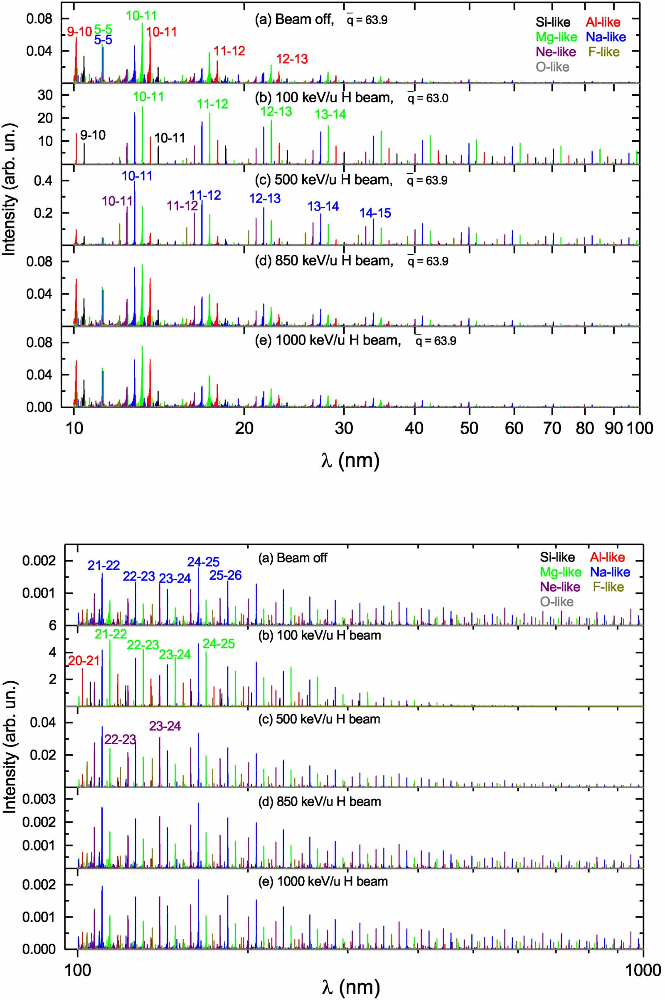 (a) Beam off, q̄ = 63.9
Si-like Al-like
Mg-like Na-like
Ne-like F-like
O-like
10-11
9-10 5-5
5-5
10-11
11-12
12-13
0.08
0.04
(b) 100 keV/u H beam, q̄ = 63.0
10-11
11-12
12-13
13-14
9-10
10-11
30
20
10
(c) 500 keV/u H beam, q̄ = 63.9
10-11
10-11
11-12
11-12
12-13
13-14
14-15
0.4
0.2
(d) 850 keV/u H beam, q̄ = 63.9
0.08
0.04
(e) 1000 keV/u H beam, q̄ = 63.9
0.08
0.04
0.00
Intensity (arb. un.)
10 20 30 40 50 60 70 80 90 100
λ (nm)
(a) Beam off
Si-like Al-like
Mg-like Na-like
Ne-like F-like
O-like
21-22
22-23
23-24
24-25
25-26
0.002
0.001
(b) 100 keV/u H beam
20-21
21-22
22-23
23-24
24-25
6
4
2
(c) 500 keV/u H beam
22-23
23-24
0.04
0.02
(d) 850 keV/u H beam
0.003
0.002
0.001
(e) 1000 keV/u H beam
0.002
0.001
0.000
Intensity (arb. un.)
100 1000
λ (nm)